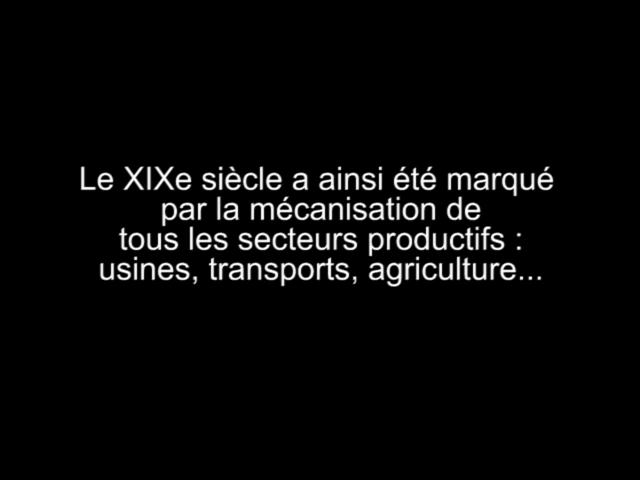 Le XIXe siècle a ainsi été marqué
par la mécanisation de
tous les secteurs productifs :
usines, transports, agriculture...